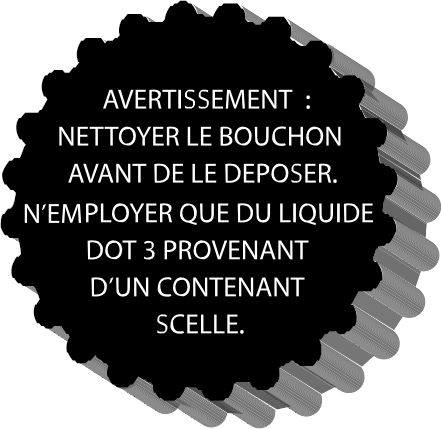 AVERTISSEMENT :
NETTOYER LE BOUCHON
AVANT DE LE DEPOSER.
N'EMPLOYER QUE DU LIQUIDE
DOT 3 PROVENANT
D'UN CONTENANT
SCELLE.